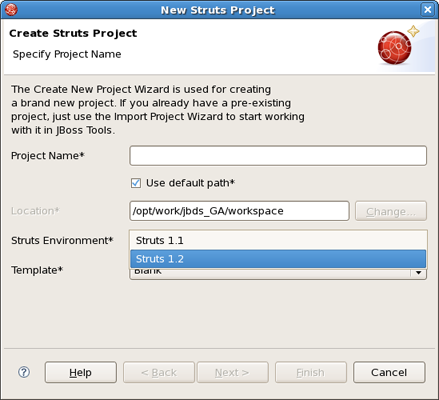 New Struts Project
Create Struts Project
Specify Project Name
The Create New Project Wizard is used for creating
a brand new project. If you already have a pre-existing
project, just use the Import Project Wizard to start working
with it in JBoss Tools.
Project Name*
Use default path*
Location* /opt/work/jbds_GA/workspace Change...
Struts Environment* Struts 1.1
Struts 1.2
Template* Blank
? Help < Back Next > Finish Cancel